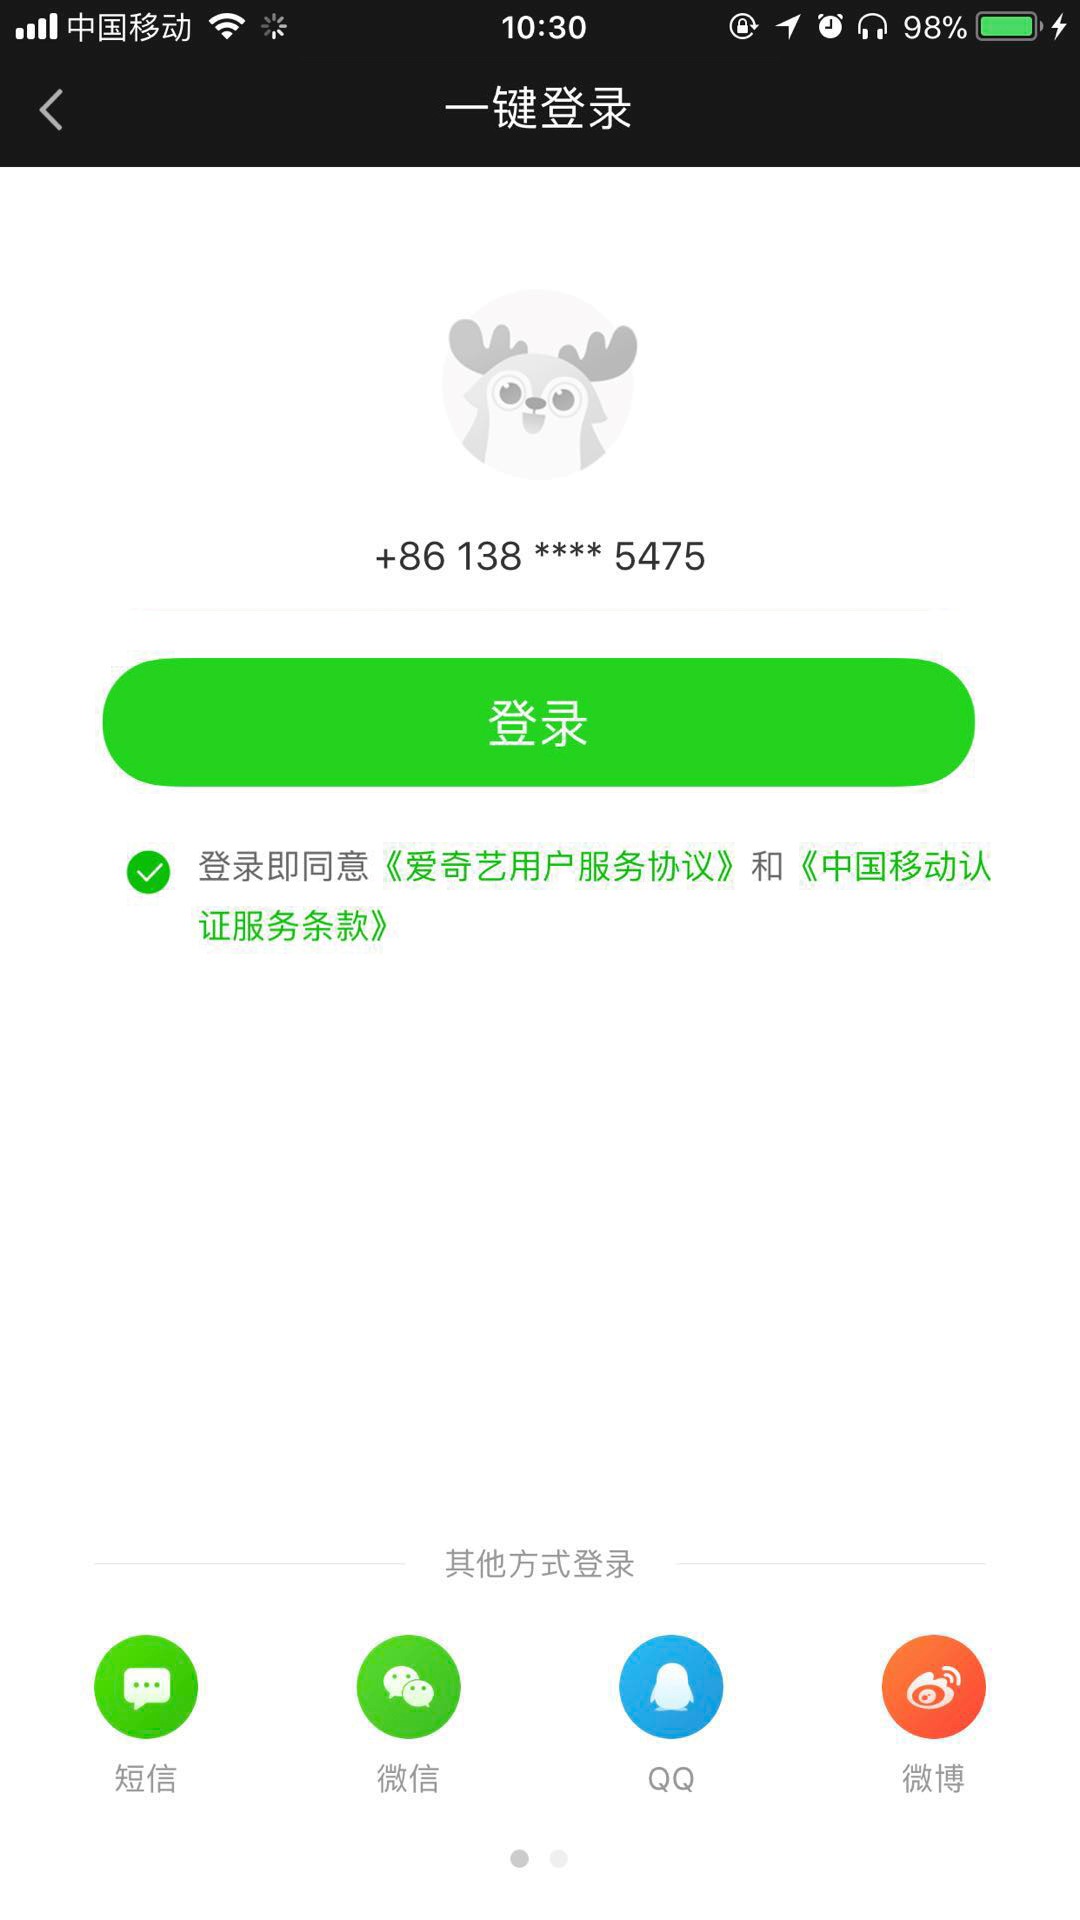 中国移动 10:30 98%
一键登录
+86 138 **** 5475
登录
登录即同意《爱奇艺用户服务协议》和《中国移动认
证服务条款》
其他方式登录
短信 微信 QQ 微博